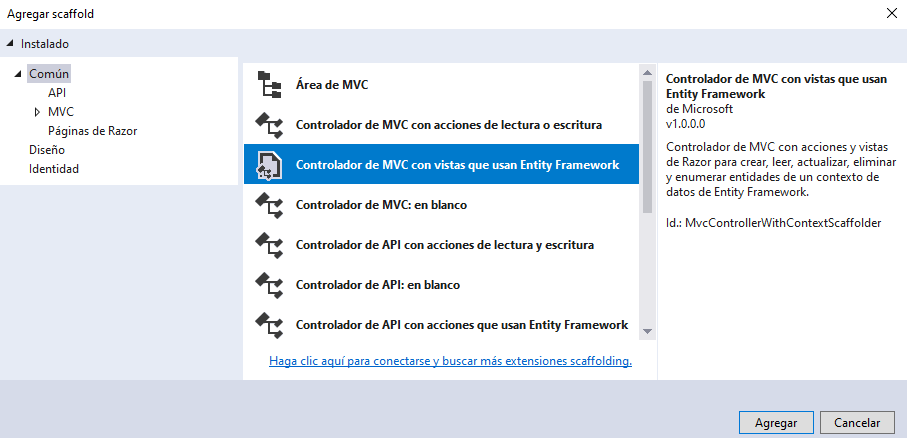 Agregar scaffold
Instalado
Común
API
MVC
Páginas de Razor
Diseño
Identidad
Área de MVC
Controlador de MVC con acciones de lectura o escritura
Controlador de MVC con vistas que usan Entity Framework
Controlador de MVC: en blanco
Controlador de API con acciones de lectura y escritura
Controlador de API: en blanco
Controlador de API con acciones que usan Entity Framework
Haga clic aquí para conectarse y buscar más extensiones scaffolding.
Controlador de MVC con vistas que usan
Entity Framework
de Microsoft
v1.0.0.0
Controlador de MVC con acciones y vistas
de Razor para crear, leer, actualizar, eliminar
y enumerar entidades de un contexto de
datos de Entity Framework.
Id.: MvcControllerWithContextScaffolder
Agregar
Cancelar